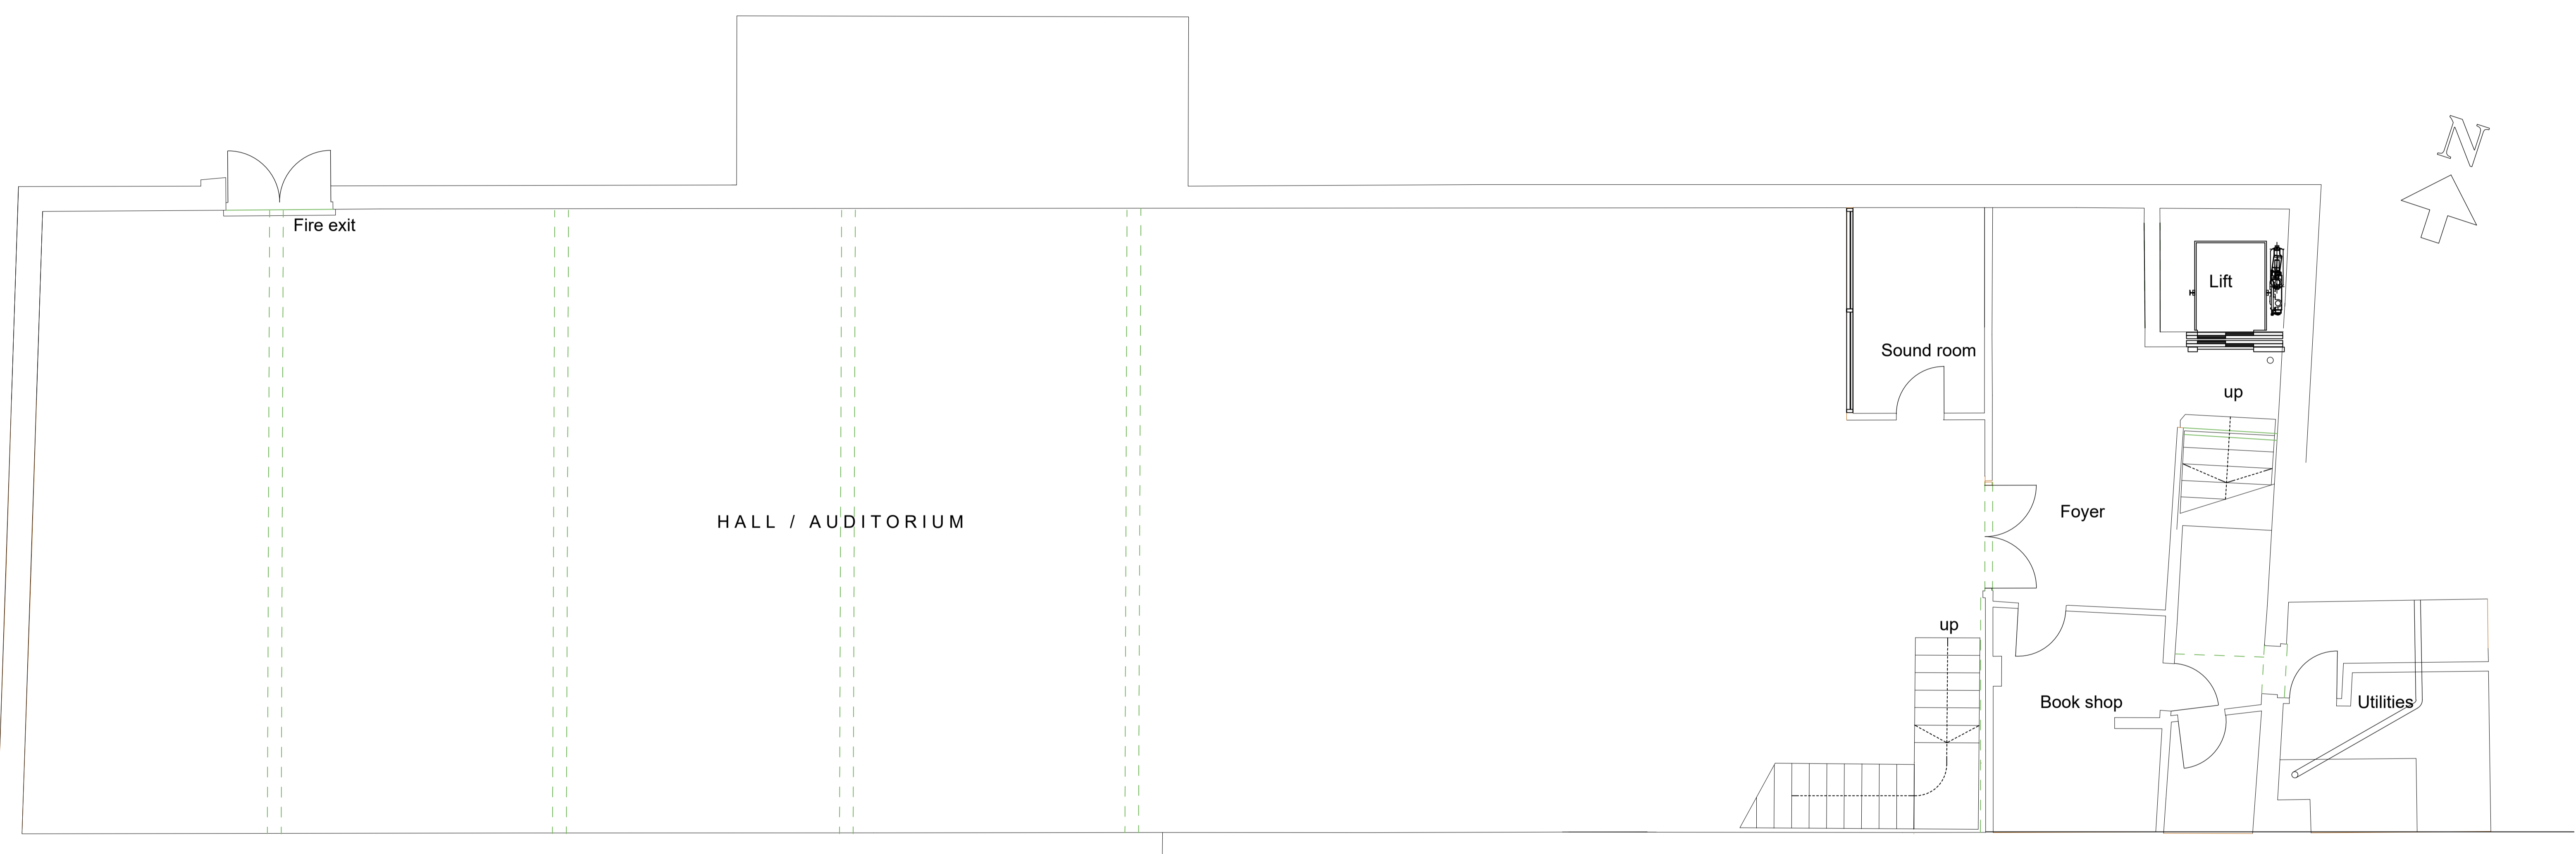 N
Fire exit
Lift
Sound room
up
Foyer
HALL / AUDITORIUM
up
Book shop
Utilities